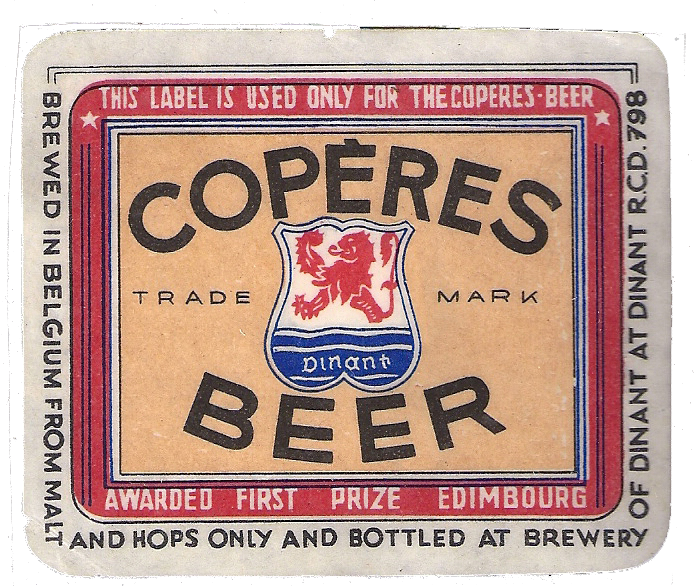 THIS LABEL IS USED ONLY FOR THE COPERES-BEER
COPÈRES
TRADE MARK
Dinant
BEER
AWARDED FIRST PRIZE EDIMBOURG
BREWED IN BELGIUM FROM MALT
AND HOPS ONLY AND BOTTLED AT BREWERY
OF DINANT AT DINANT R.C.D. 798